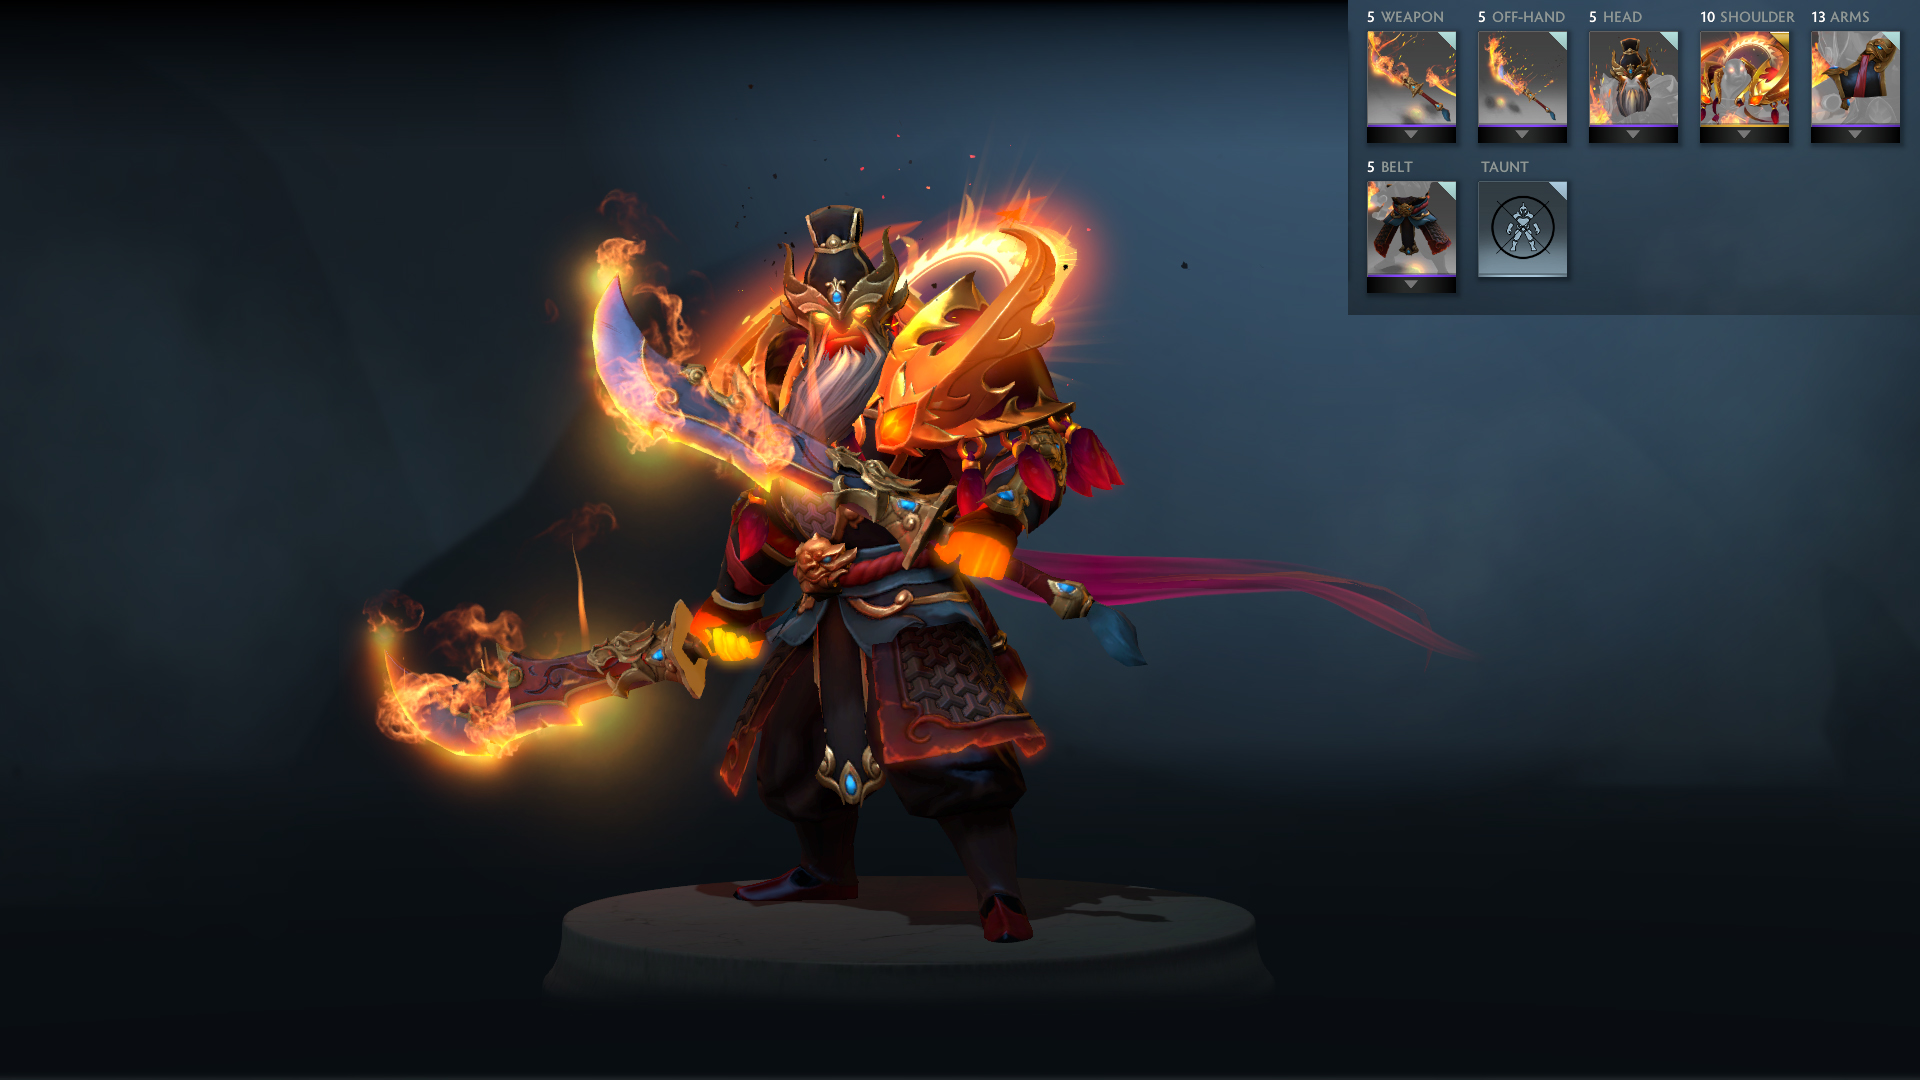 5 WEAPON
5 OFF-HAND
5 HEAD
10 SHOULDER
13 ARMS
5 BELT
TAUNT